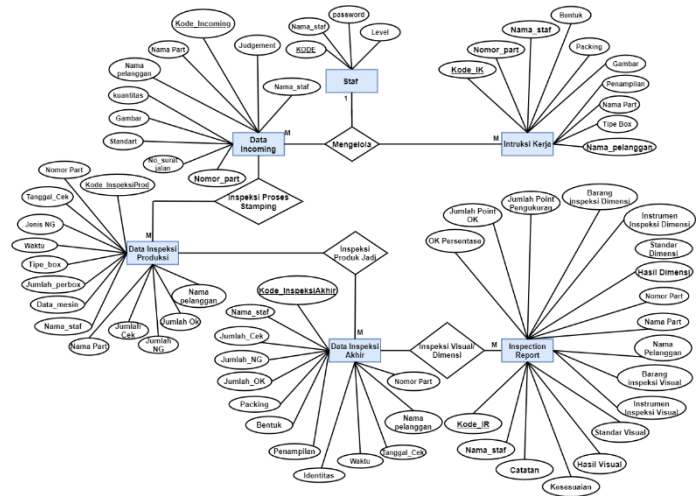 Kode_Incoming
Nama Part
Judgement
Nama
pelanggan
kuantitas
Nama_staf
Gambar
Standart
No_surat
jalan
Nomor_part
Data
Incoming
M
Nama_staf
password
Level
KODE
Staf
1
Mengelola
M
Bentuk
Nama_staf
Packing
Nomor_part
Gambar
Kode_IK
Penampilan
Nama Part
Tipe Box
Nama_pelanggan
Intruksi Kerja
Inspeksi Proses
Stamping
M
Nomor Part
Kode_InspeksiProd
Tanggal_Cek
Jenis NG
Waktu
Tipe_box
Jumlah_perbox
Data_mesin
Nama_staf
Nama Part
Jumlah
Cek
Jumlah
NG
Jumlah Ok
Nama
pelanggan
Data Inspeksi
Produksi
Inspeksi
Produk Jadi
M
Kode_InspeksiAkhir
Nama_staf
Jumlah_Cek
Jumlah_NG
Jumlah_OK
Packing
Bentuk
Penampilan
Identitas
Waktu
Tanggal_Cek
Nama
pelanggan
Nomor Part
Data Inspeksi
Akhir
M
Inspeksi Visual/
Dimensi
M
Inspection
Report
OK Persentase
Jumlah Point
OK
Jumlah Point
Pengukuran
Barang
inspeksi Dimensi
Instrumen
Inspeksi Dimensi
Standar
Dimensi
Hasil Dimensi
Nomor Part
Nama Part
Nama
Pelanggan
Barang
inspeksi Visual
Instrumen
Inspeksi Visual
Standar Visual
Hasil Visual
Kesesuaian
Catatan
Nama_staf
Kode_IR